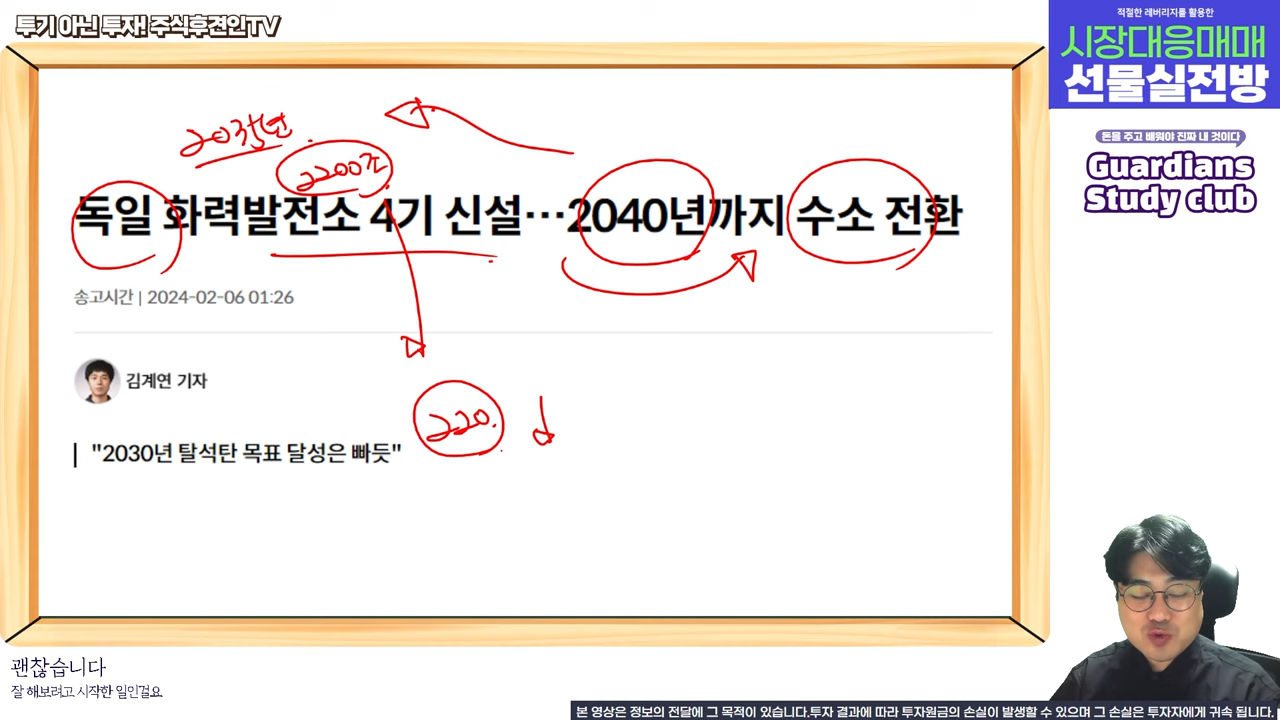 투기 아닌 투자! 주식후견인TV
적절한 레버리지를 활용한
시장대응매매
선물실전방
돈을 주고 배워야 진짜 내 것이다
Guardians
Study club
2200조
독일 화력발전소 4기 신설…2040년까지 수소 전환
송고시간 | 2024-02-06 01:26
김계연 기자
220.
"2030년 탈석탄 목표 달성은 빠듯"
괜찮습니다
잘 해보려고 시작한 일인걸요
본 영상은 정보의 전달에 그 목적이 있습니다.투자 결과에 따라 투자원금의 손실이 발생할 수 있으며 그 손실은 투자자에게 귀속 됩니다.